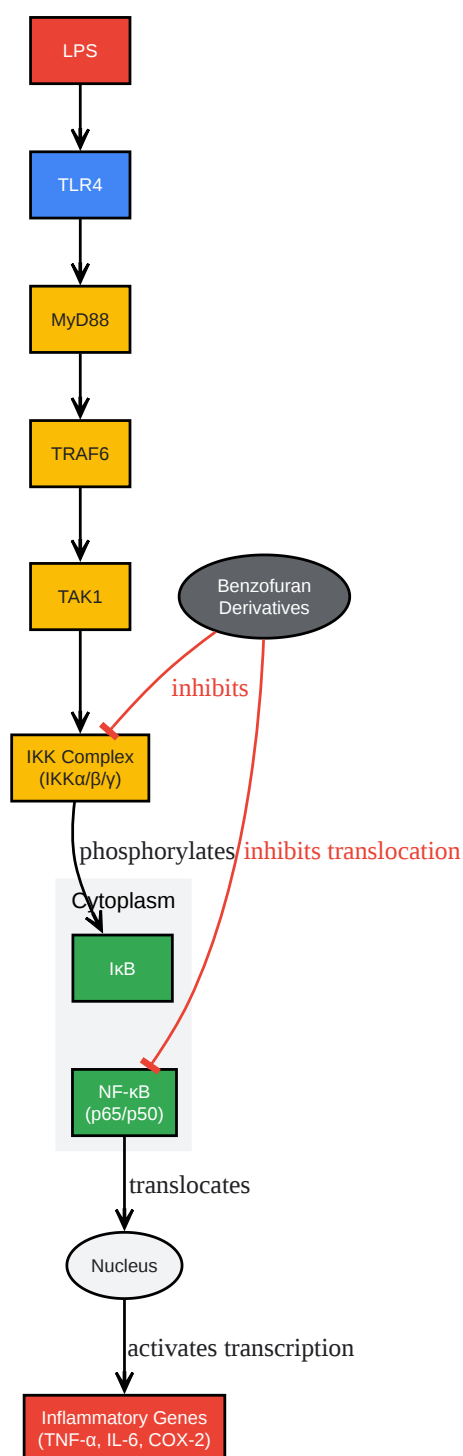 LPS
TLR4
MyD88
TRAF6
TAK1
Benzofuran
Derivatives
inhibits
IKK Complex
(IKKα/β/γ)
phosphorylates
inhibits translocation
Cytoplasm
IκB
NF-κB
(p65/p50)
translocates
Nucleus
activates transcription
Inflammatory Genes
(TNF-α, IL-6, COX-2)